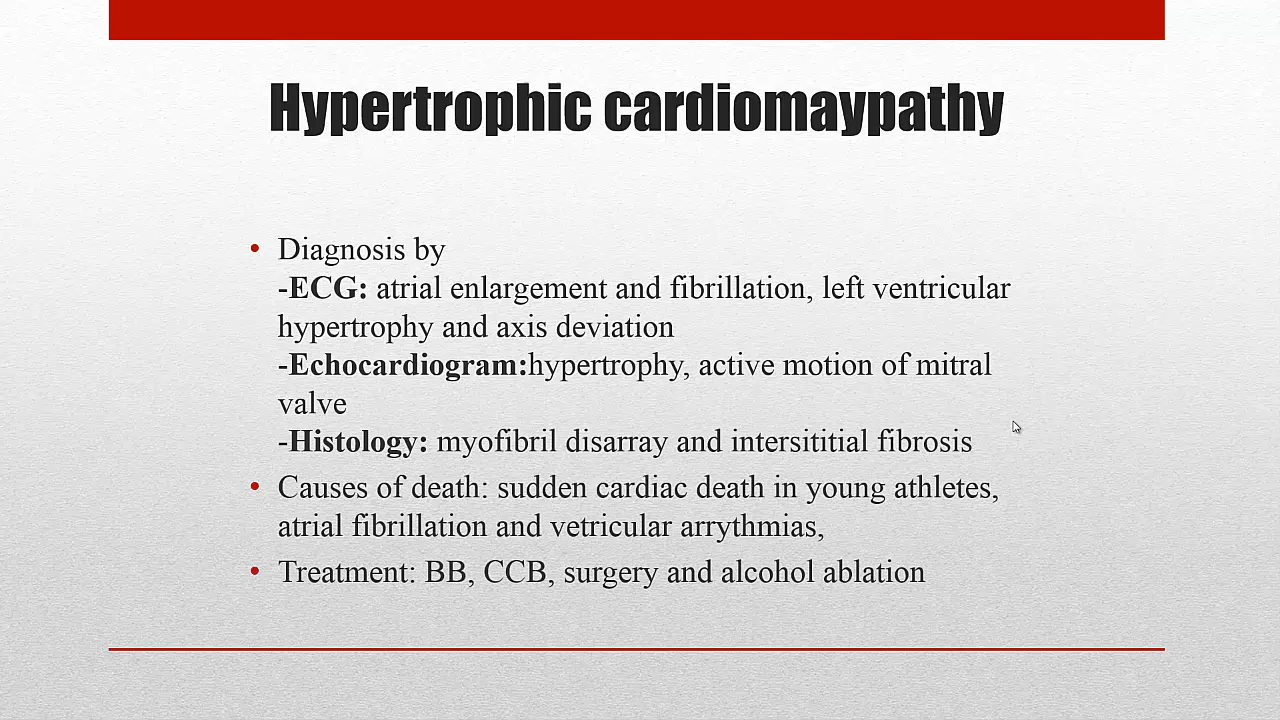 Hypertrophic cardiomaypathy
• Diagnosis by
-ECG: atrial enlargement and fibrillation, left ventricular
hypertrophy and axis deviation
-Echocardiogram:hypertrophy, active motion of mitral
valve
-Histology: myofibril disarray and intersititial fibrosis
• Causes of death: sudden cardiac death in young athletes,
atrial fibrillation and vetricular arrythmias,
• Treatment: BB, CCB, surgery and alcohol ablation